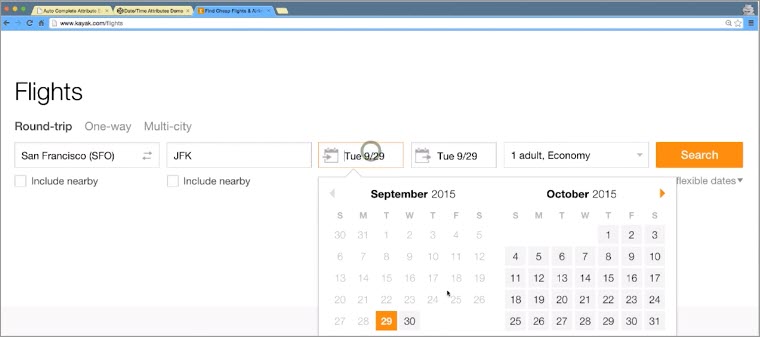 Auto Complete Attribute D
Date/Time Attributes Demo
Find Cheap Flights & Airlin
www.kayak.com/flights
Flights
Round-trip One-way Multi-city
San Francisco (SFO) JFK Tue 9/29 Tue 9/29 1 adult, Economy Search
Include nearby Include nearby flexible dates
September 2015
S M T W T F S
30 31 1 2 3 4 5
6 7 8 9 10 11 12
13 14 15 16 17 18 19
20 21 22 23 24 25 26
27 28 29 30
October 2015
S M T W T F S
1 2 3
4 5 6 7 8 9 10
11 12 13 14 15 16 17
18 19 20 21 22 23 24
25 26 27 28 29 30 31